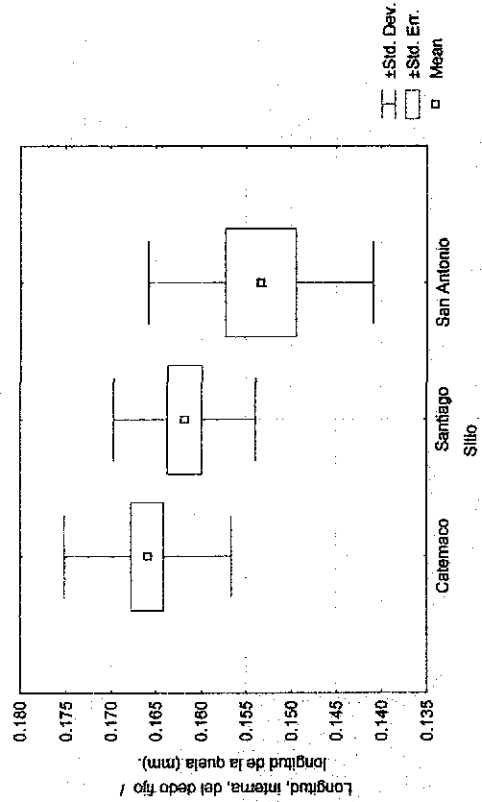 Longitud, interna, del dedo fijo /
longitud de la quela (mm).
0.180
0.175
0.170
0.165
0.160
0.155
0.150
0.145
0.140
0.135
Catemaco
Santiago
San Antonio
Sitio
±Std. Dev.
±Std. Err.
Mean